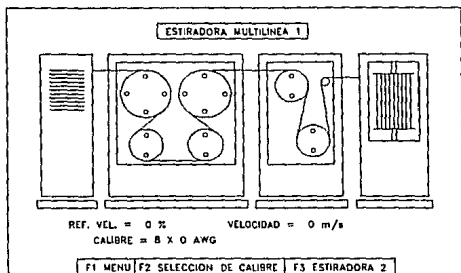 ESTIRADORA MULTILINEA 1
REF. VEL. = 0 % VELOCIDAD = 0 m/s
CALIBRE = 8 X 0 AWG
F1 MENU F2 SELECCION DE CALIBRE F3 ESTIRADORA 2